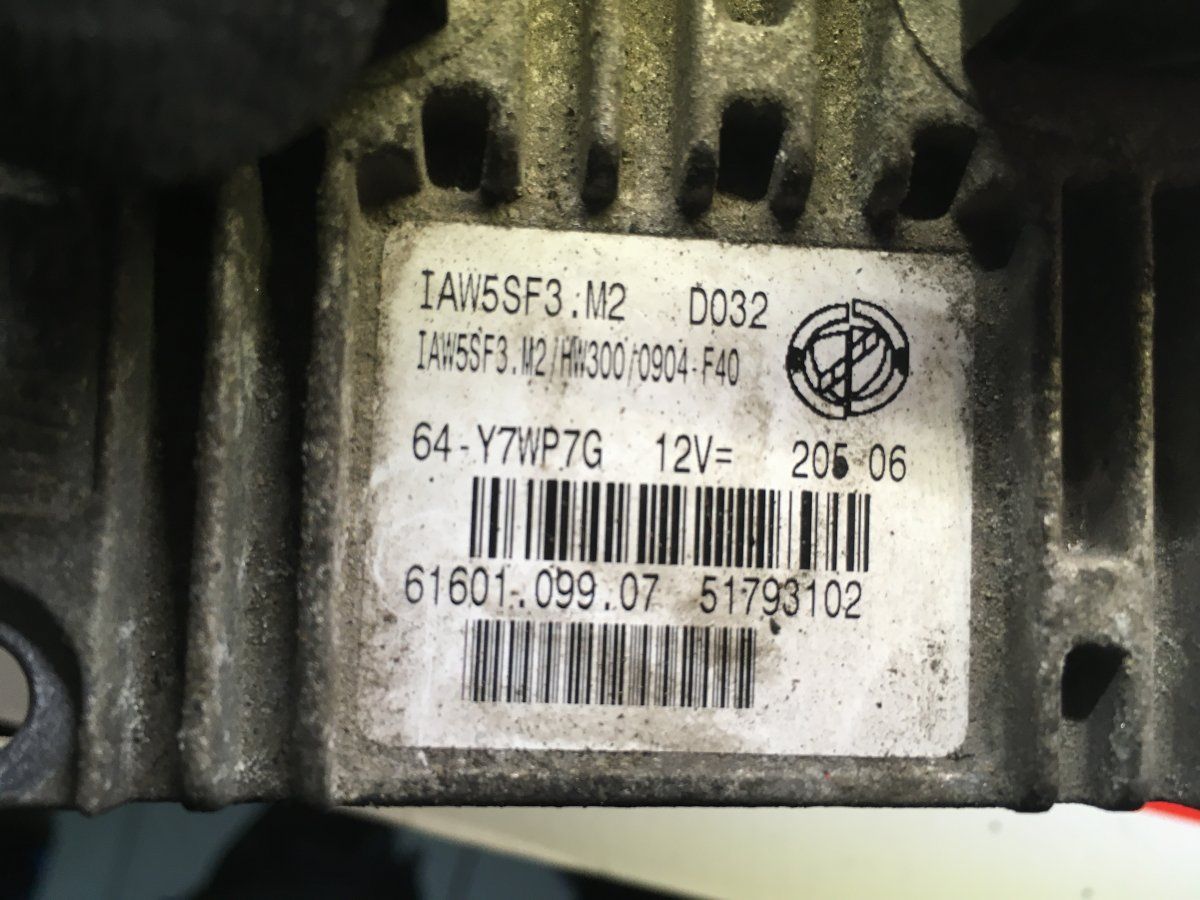 IAW5SF3.M2 D032
IAW5SF3.M2/HW300/0904-F40
64-Y7WP7G 12V= 205 06
61601.099.07 51793102